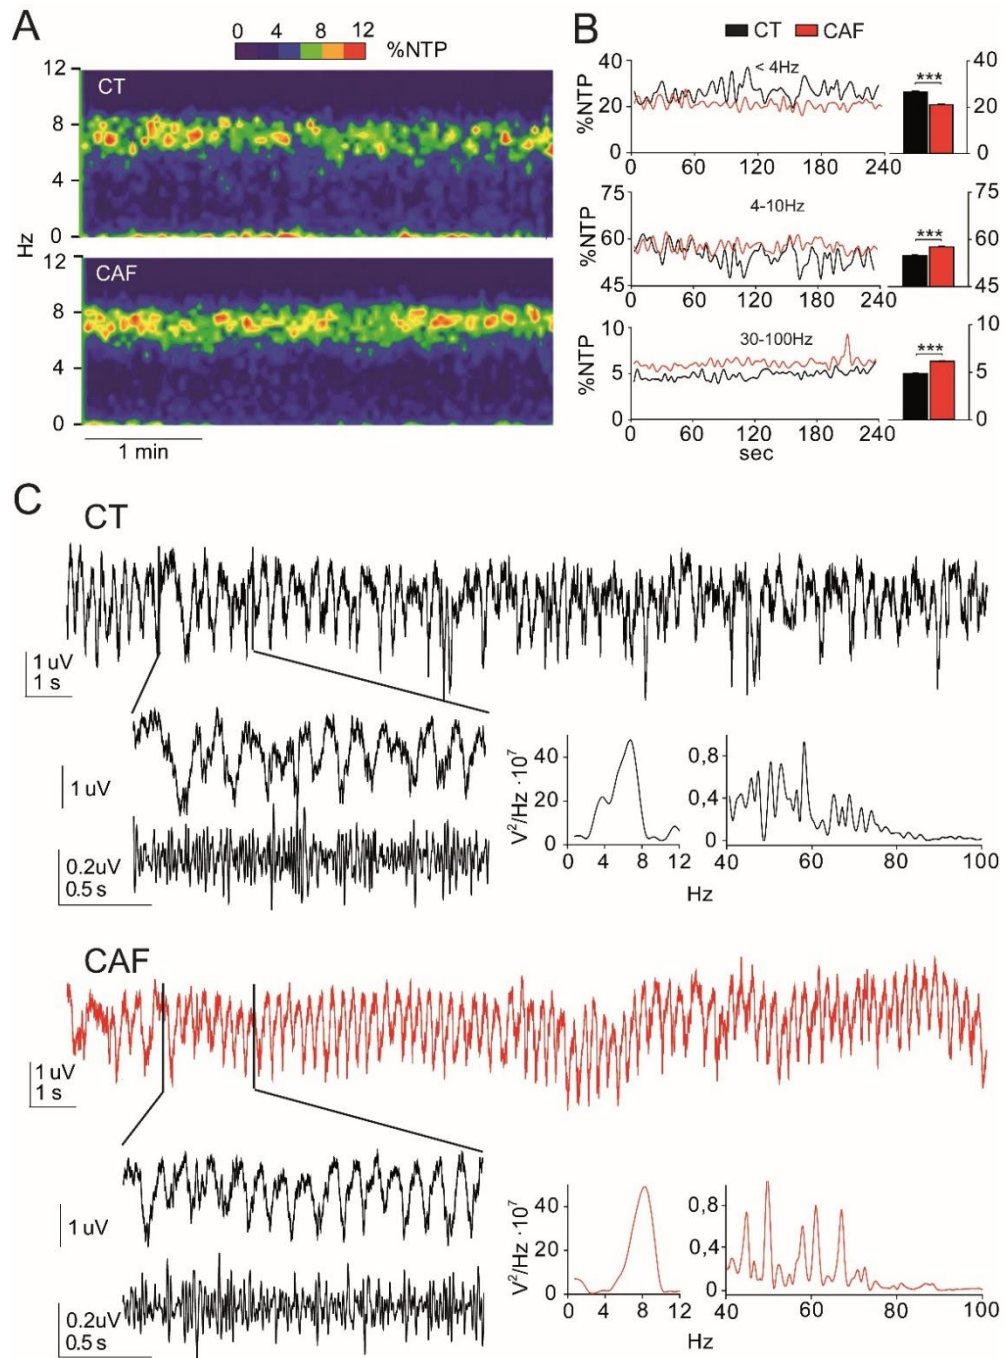 A
0 4 8 12 %NTP
12
CT
8
4
0
Hz
12
CAF
8
4
0
1 min
B
CT CAF
40
20
0
%NTP
< 4Hz
0 60 120 180 240
***
40
20
0
75
60
45
%NTP
4-10Hz
0 60 120 180 240
***
75
60
45
10
5
0
%NTP
30-100Hz
0 60 120 180 240
sec
***
10
5
0
C
CT
1 uV
1 s
1 uV
0.2uV
0.5 s
V²/Hz ·10⁷
40
20
0
0 4 8 12
0,8
0,4
0
40 60 80 100
Hz
CAF
1 uV
1 s
1 uV
0.2uV
0.5 s
V²/Hz ·10⁷
40
20
0
0 4 8 12
0,8
0.4
0
40 60 80 100
Hz